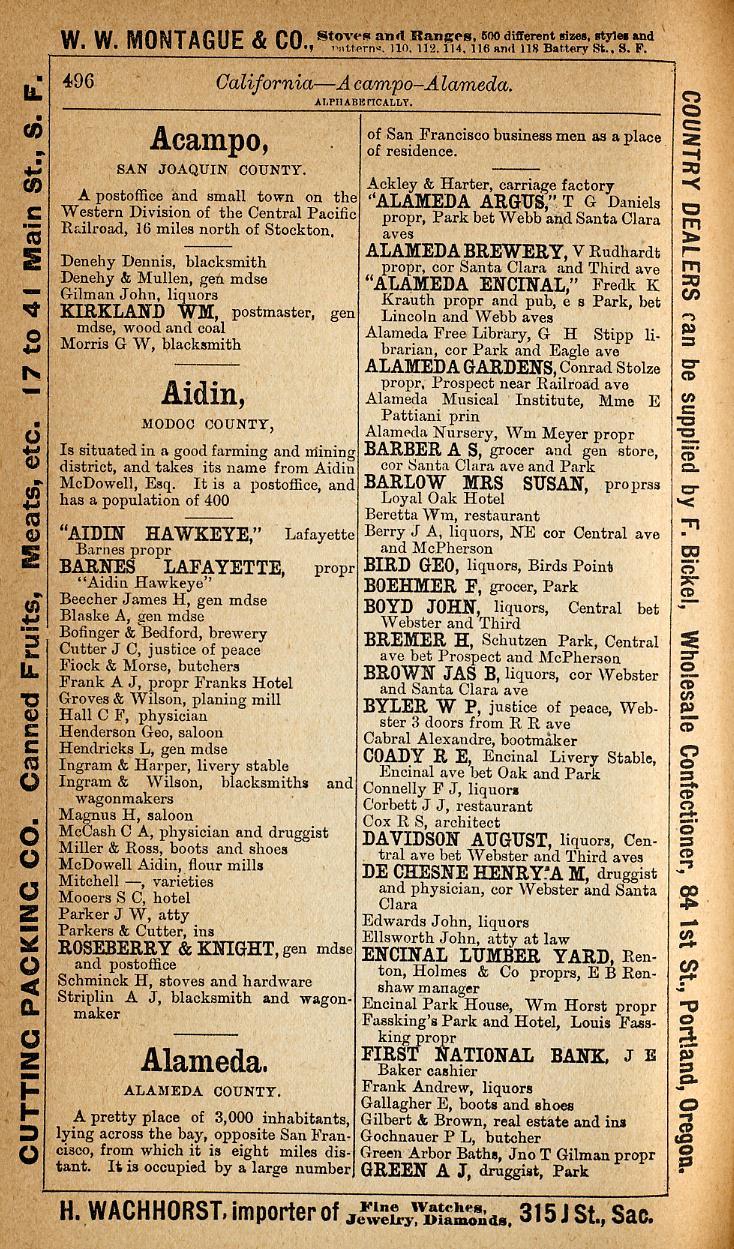 W. W. MONTAGUE & CO., Stoves and Ranges, 500 different sizes, styles and
patterns, 110, 112, 114, 116 and 118 Battery St., S. F.
496 California—Acampo–Alameda.
ALPHABETICALLY.
CUTTING PACKING CO. Canned Fruits, Meats, etc. 17 to 41 Main St., S. F.
Acampo,
SAN JOAQUIN COUNTY.
A postoffice and small town on the
Western Division of the Central Pacific
Railroad, 16 miles north of Stockton.
Denehy Dennis, blacksmith
Denehy & Mullen, gen mdse
Gilman John, liquors
KIRKLAND WM, postmaster, gen
mdse, wood and coal
Morris G W, blacksmith
Aidin,
MODOC COUNTY,
Is situated in a good farming and mining
district, and takes its name from Aidin
McDowell, Esq. It is a postoffice, and
has a population of 400
"AIDIN HAWKEYE," Lafayette
Barnes propr
BARNES LAFAYETTE, propr
"Aidin Hawkeye"
Beecher James H, gen mdse
Blaske A, gen mdse
Bofinger & Bedford, brewery
Cutter J C, justice of peace
Fiock & Morse, butchers
Frank A J, propr Franks Hotel
Groves & Wilson, planing mill
Hall C F, physician
Henderson Geo, saloon
Hendricks L, gen mdse
Ingram & Harper, livery stable
Ingram & Wilson, blacksmiths and
wagonmakers
Magnus H, saloon
McCash C A, physician and druggist
Miller & Ross, boots and shoes
McDowell Aidin, flour mills
Mitchell —, varieties
Mooers S C, hotel
Parker J W, atty
Parkers & Cutter, ins
ROSEBERRY & KNIGHT, gen mdse
and postoffice
Schminck H, stoves and hardware
Striplin A J, blacksmith and wagon-
maker
Alameda.
ALAMEDA COUNTY.
A pretty place of 3,000 inhabitants,
lying across the bay, opposite San Fran-
cisco, from which it is eight miles dis-
tant. It is occupied by a large number
of San Francisco business men as a place
of residence.
Ackley & Harter, carriage factory
"ALAMEDA ARGUS," T G Daniels
propr, Park bet Webb and Santa Clara
aves
ALAMEDA BREWERY, V Rudhardt
propr, cor Santa Clara and Third ave
"ALAMEDA ENCINAL," Fredk K
Krauth propr and pub, e s Park, bet
Lincoln and Webb aves
Alameda Free Library, G H Stipp li-
brarian, cor Park and Eagle ave
ALAMEDA GARDENS, Conrad Stolze
propr, Prospect near Railroad ave
Alameda Musical Institute, Mme E
Pattiani prin
Alameda Nursery, Wm Meyer propr
BARBER A S, grocer and gen store,
cor Santa Clara ave and Park
BARLOW MRS SUSAN, proprss
Loyal Oak Hotel
Beretta Wm, restaurant
Berry J A, liquors, NE cor Central ave
and McPherson
BIRD GEO, liquors, Birds Point
BOEHMER F, grocer, Park
BOYD JOHN, liquors, Central bet
Webster and Third
BREMER H, Schutzen Park, Central
ave bet Prospect and McPherson
BROWN JAS B, liquors, cor Webster
and Santa Clara ave
BYLER W P, justice of peace, Web-
ster 3 doors from R R ave
Cabral Alexandre, bootmaker
COADY R E, Encinal Livery Stable,
Encinal ave bet Oak and Park
Connelly F J, liquors
Corbett J J, restaurant
Cox R S, architect
DAVIDSON AUGUST, liquors, Cen-
tral ave bet Webster and Third aves
DE CHESNE HENRY A M, druggist
and physician, cor Webster and Santa
Clara
Edwards John, liquors
Ellsworth John, atty at law
ENCINAL LUMBER YARD, Ren-
ton, Holmes & Co proprs, E B Ren-
shaw manager
Encinal Park House, Wm Horst propr
Fassking's Park and Hotel, Louis Fass-
king propr
FIRST NATIONAL BANK, J E
Baker cashier
Frank Andrew, liquors
Gallagher E, boots and shoes
Gilbert & Brown, real estate and ins
Gochnauer P L, butcher
Green Arbor Baths, Jno T Gilman propr
GREEN A J, druggist, Park
COUNTRY DEALERS can be supplied by F. Bickel, Wholesale Confectioner, 84 1st St., Portland, Oregon.
H. WACHHORST, importer of Fine Watches, Jewelry, Diamonds, 315 J St., Sac.